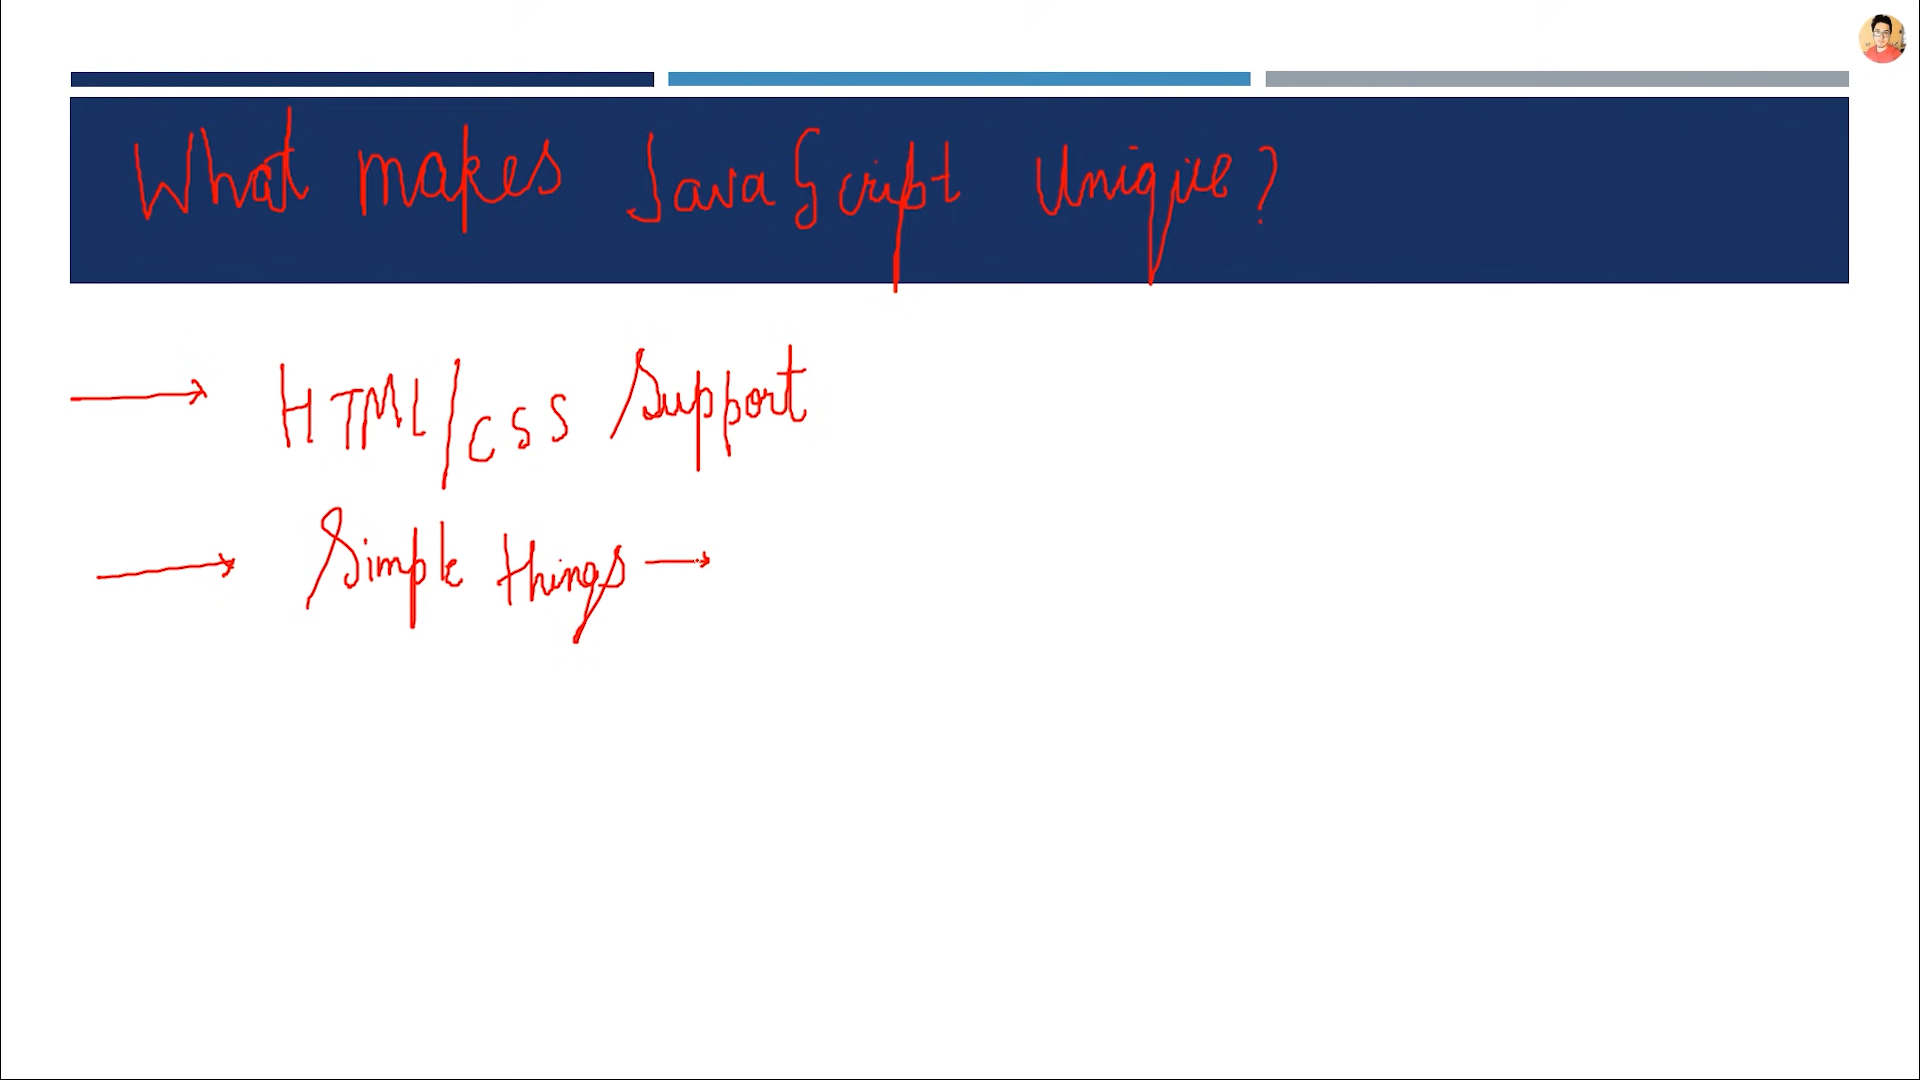 What makes JavaScript Unique?
→ HTML/CSS Support
→ Simple things →